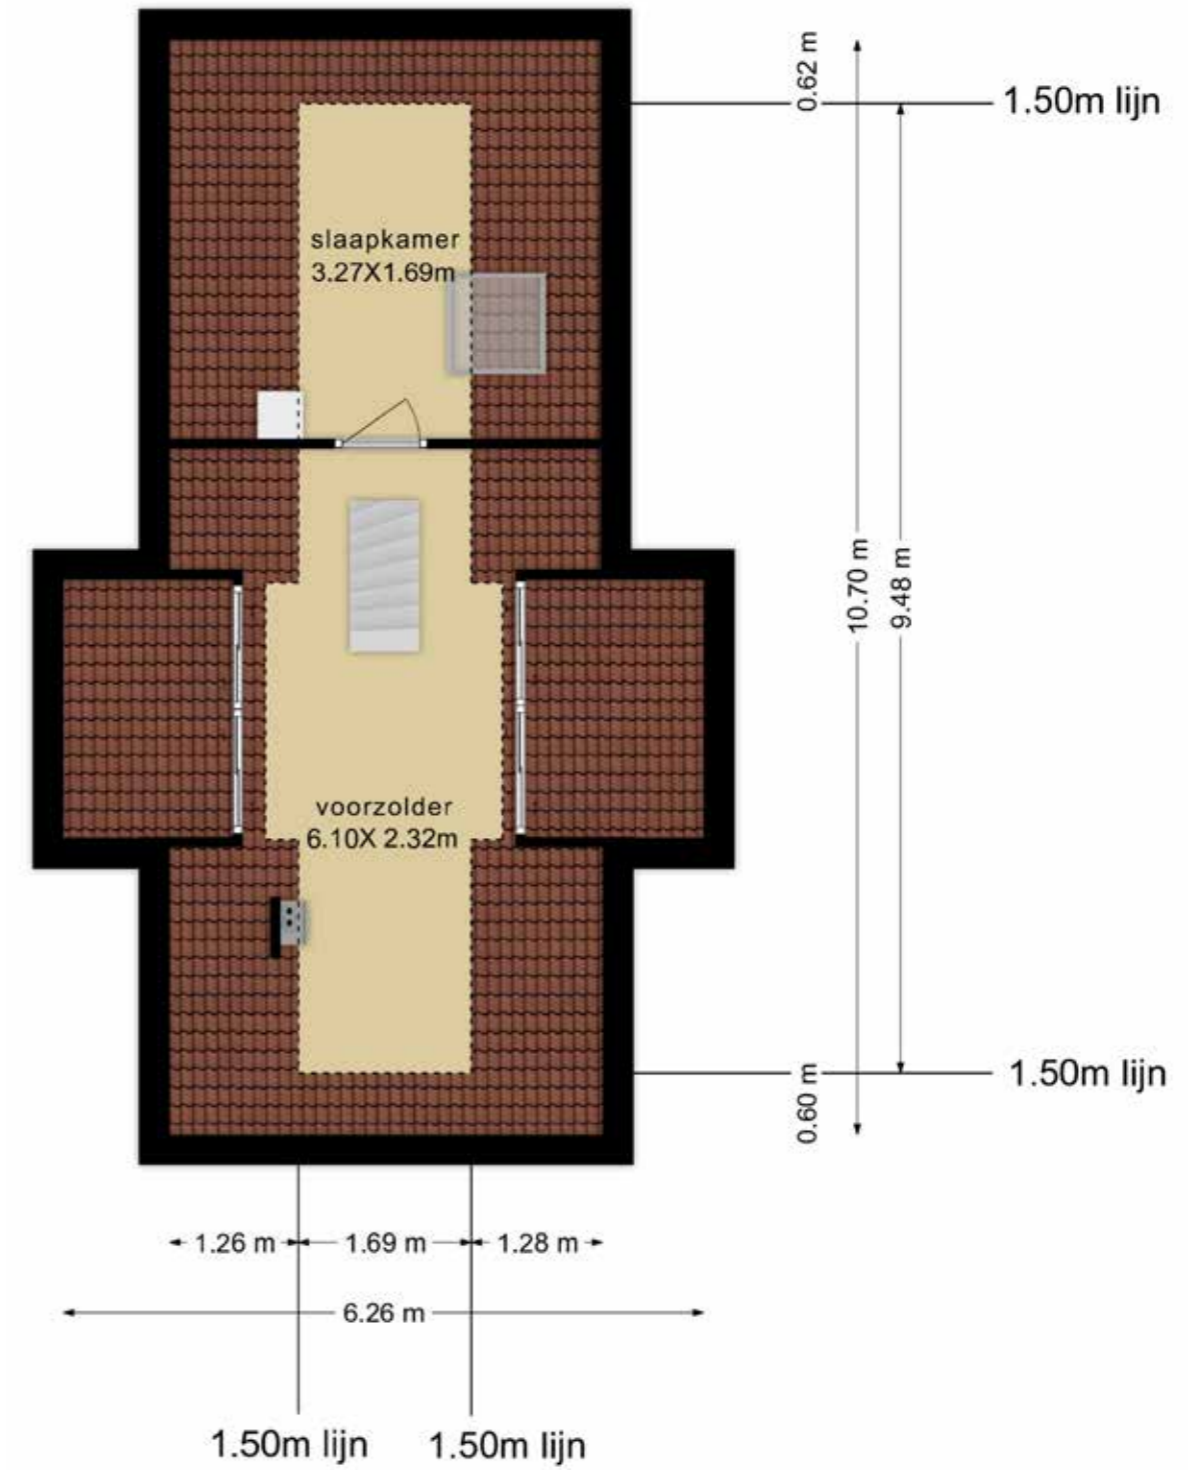 0.62 m
1.50m lijn
slaapkamer
3.27X1.69m
10.70 m
9.48 m
voorzolder
6.10X 2.32m
1.50m lijn
0.60 m
1.26 m
1.69 m
1.28 m
6.26 m
1.50m lijn
1.50m lijn